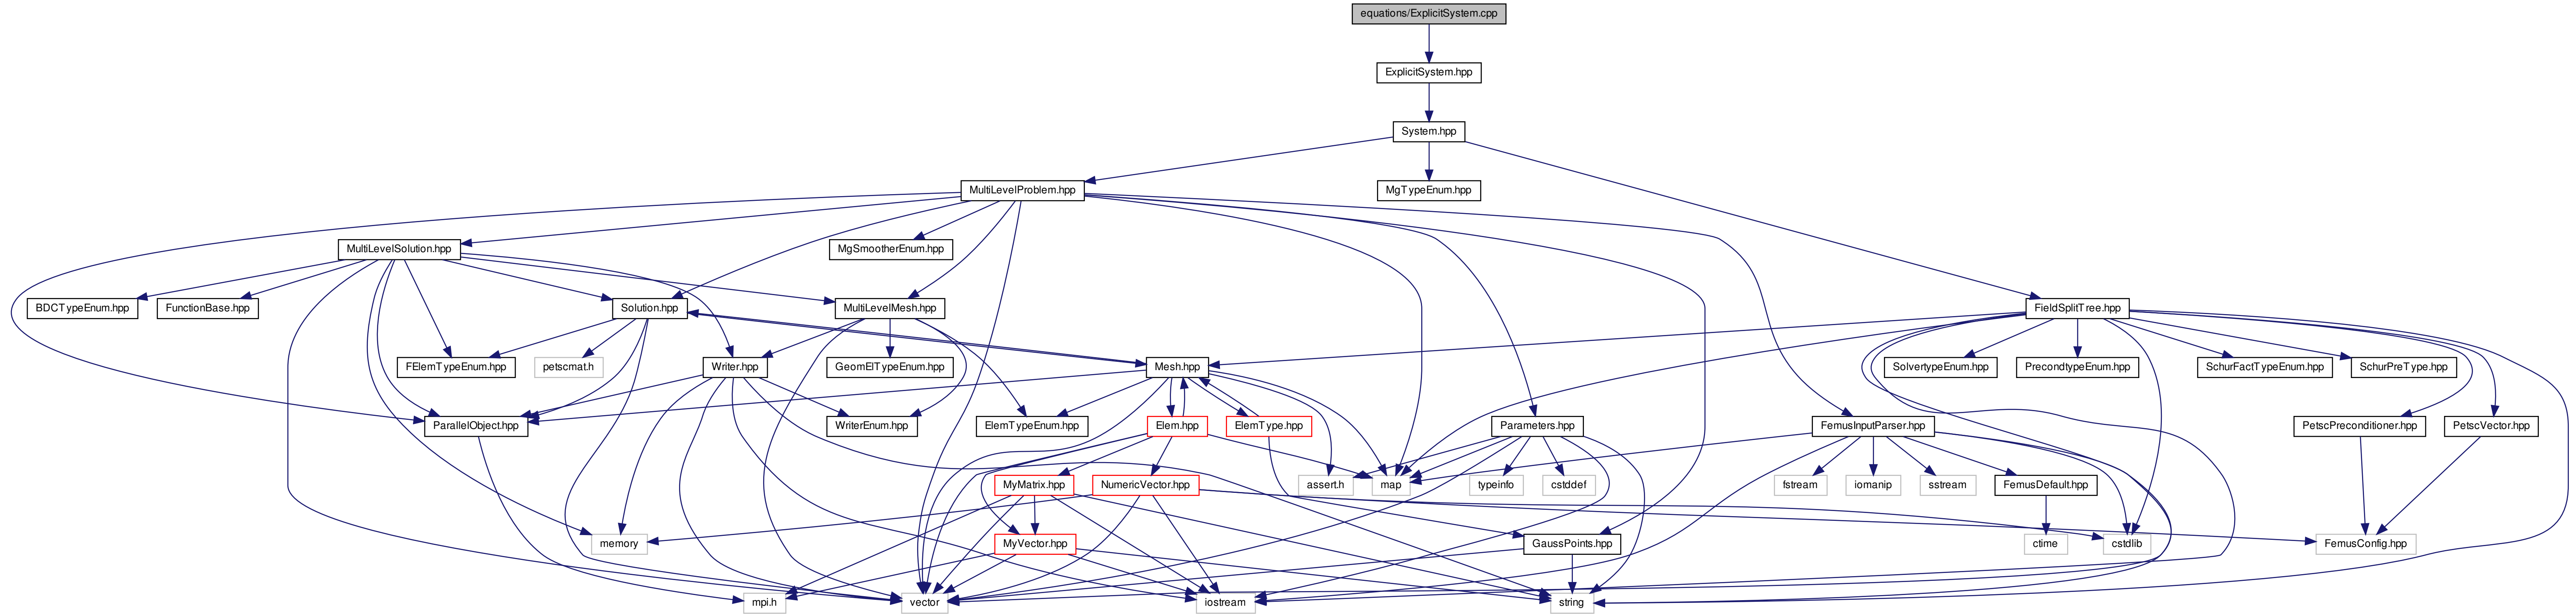 equations/ExplicitSystem.cpp
ExplicitSystem.hpp
System.hpp
MultiLevelProblem.hpp
MgTypeEnum.hpp
MultiLevelSolution.hpp
MgSmootherEnum.hpp
BDCTypeEnum.hpp
FunctionBase.hpp
Solution.hpp
MultiLevelMesh.hpp
FieldSplitTree.hpp
FElemTypeEnum.hpp
petscmat.h
Writer.hpp
GeomElTypeEnum.hpp
Mesh.hpp
SolvertypeEnum.hpp
PrecondtypeEnum.hpp
SchurFactTypeEnum.hpp
SchurPreType.hpp
ParallelObject.hpp
WriterEnum.hpp
ElemTypeEnum.hpp
Elem.hpp
ElemType.hpp
Parameters.hpp
FemusInputParser.hpp
PetscPreconditioner.hpp
PetscVector.hpp
MyMatrix.hpp
NumericVector.hpp
assert.h
map
typeinfo
cstddef
fstream
iomanip
sstream
FemusDefault.hpp
memory
MyVector.hpp
GaussPoints.hpp
ctime
cstdlib
FemusConfig.hpp
mpi.h
vector
iostream
string